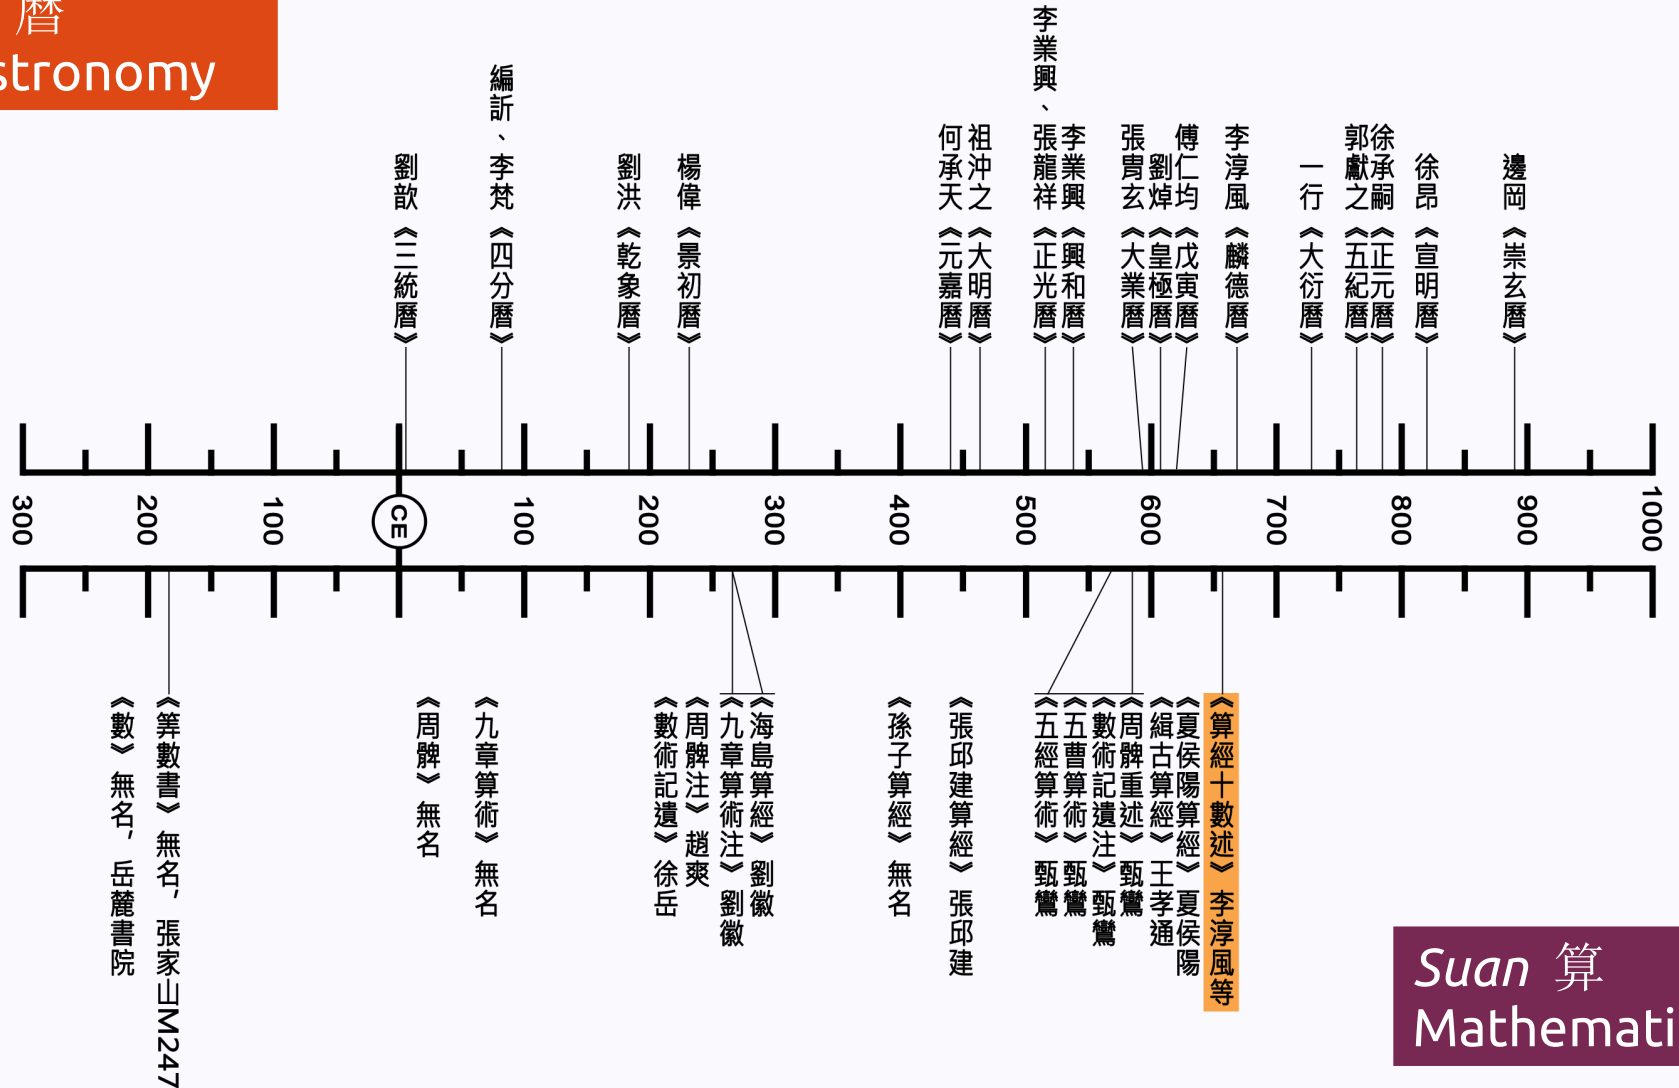 曆
stronomy
劉歆《三統曆》
編訢、李梵《四分曆》
劉洪《乾象曆》
楊偉《景初曆》
何承天《元嘉曆》
祖沖之《大明曆》
李業興、張龍祥《正光曆》
李業興《興和曆》
張胄玄《大業曆》
劉焯《皇極曆》
傅仁均《戊寅曆》
李淳風《麟德曆》
一行《大衍曆》
郭獻之《五紀曆》
徐承嗣《正元曆》
徐昂《宣明曆》
邊岡《崇玄曆》
300
200
100
CE
100
200
300
400
500
600
700
800
900
1000
《數》無名，岳麓書院
《筭數書》無名，張家山M247
《周髀》無名
《九章算術》無名
《數術記遺》徐岳
《周髀注》趙爽
《九章算術注》劉徽
《海島算經》劉徽
《孫子算經》無名
《張邱建算經》張邱建
《五經算術》甄鸞
《五曹算術》甄鸞
《數術記遺注》甄鸞
《周髀重述》甄鸞
《緝古算經》王孝通
《夏侯陽算經》夏侯陽
《算經十數述》李淳風等
Suan 算
Mathemati